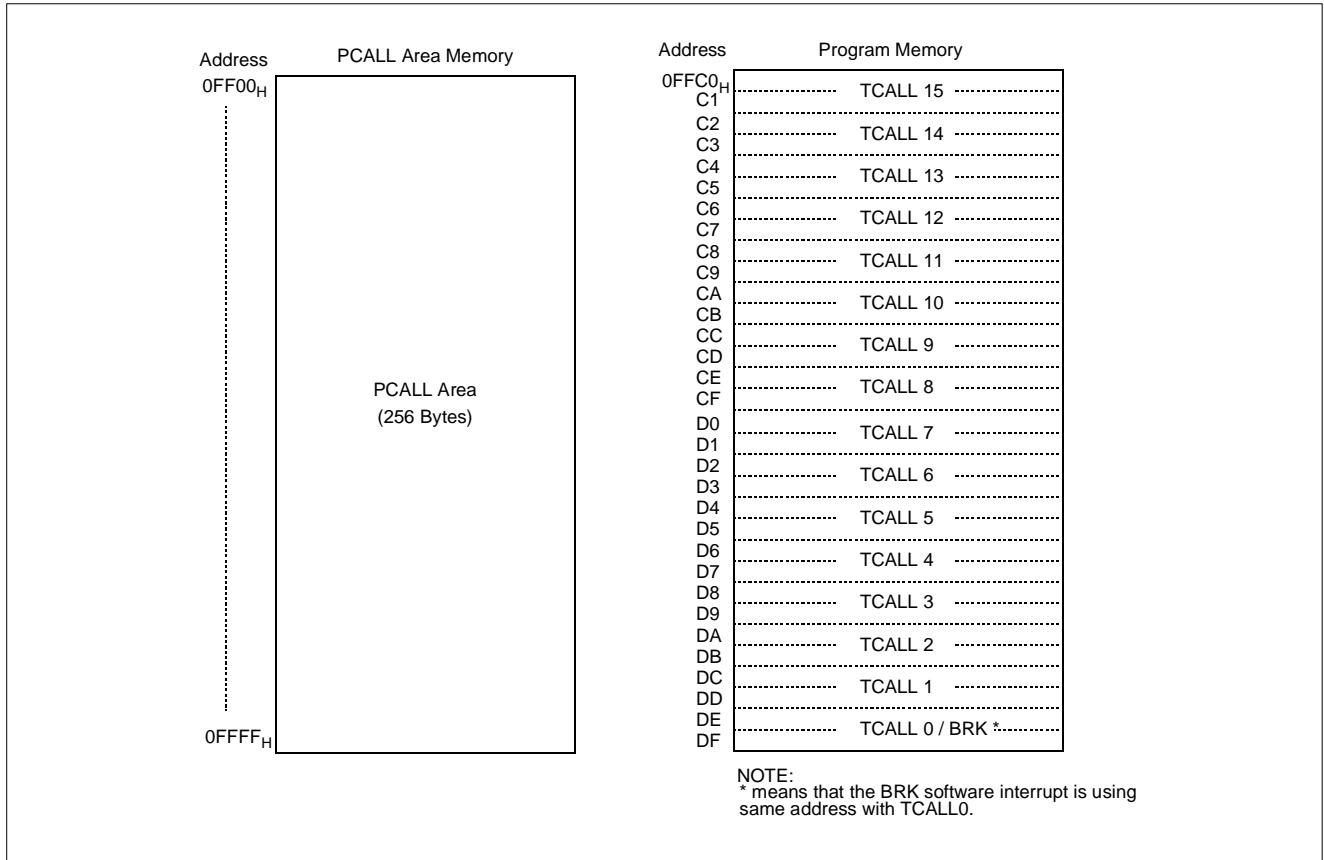 Address
PCALL Area Memory
0FF00H
PCALL Area
(256 Bytes)
0FFFFH
Address
Program Memory
0FFC0H
C1
TCALL 15
C2
C3
TCALL 14
C4
C5
TCALL 13
C6
C7
TCALL 12
C8
C9
TCALL 11
CA
CB
TCALL 10
CC
CD
TCALL 9
CE
CF
TCALL 8
D0
D1
TCALL 7
D2
D3
TCALL 6
D4
D5
TCALL 5
D6
D7
TCALL 4
D8
D9
TCALL 3
DA
DB
TCALL 2
DC
DD
TCALL 1
DE
DF
TCALL 0 / BRK *
NOTE:
* means that the BRK software interrupt is using
same address with TCALL0.